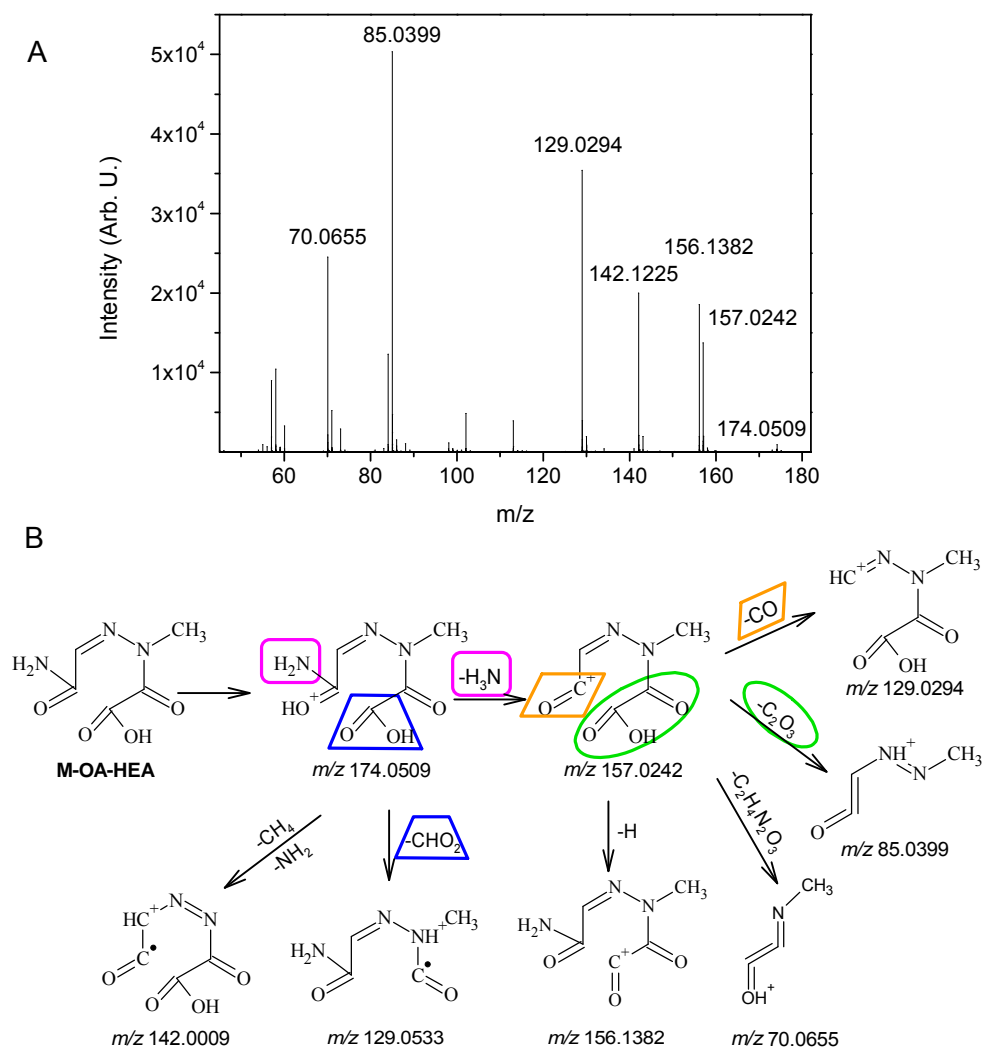 A
85.0399
129.0294
70.0655
156.1382
142.1225
157.0242
174.0509
5x10⁴
4x10⁴
3x10⁴
2x10⁴
1x10⁴
Intensity (Arb. U.)
60 80 100 120 140 160 180
m/z
B
H₂N O N N CH₃ O O OH
M-OA-HEA
H₂N HO⁺ N N CH₃ O O OH
m/z 174.0509
-H₃N
O C⁺ N N CH₃ O O OH
m/z 157.0242
-CO
HC⁺ N N CH₃ O O OH
m/z 129.0294
-C₂O₃
O NH⁺ N CH₃
m/z 85.0399
-C₂H₄N₂O₃
CH₃ N OH⁺
m/z 70.0655
-CH₄
-NH₂
HC⁺ N N C• O O O OH
m/z 142.0009
-CHO₂
H₂N O N NH⁺ CH₃ C• O
m/z 129.0533
-H
H₂N O N N CH₃ O C⁺ O
m/z 156.1382